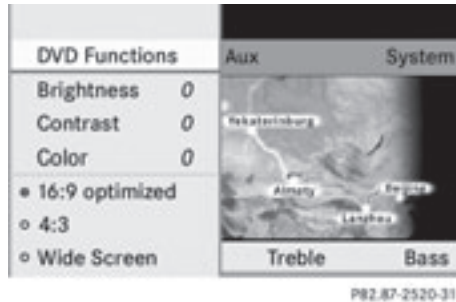 DVD Functions Aux System
Brightness 0
Contrast 0
Color 0
Yekaterinburg
16:9 optimized
Almaty Beijing
4:3
Lanzhou
Wide Screen Treble Bass
P82.87-2520-31